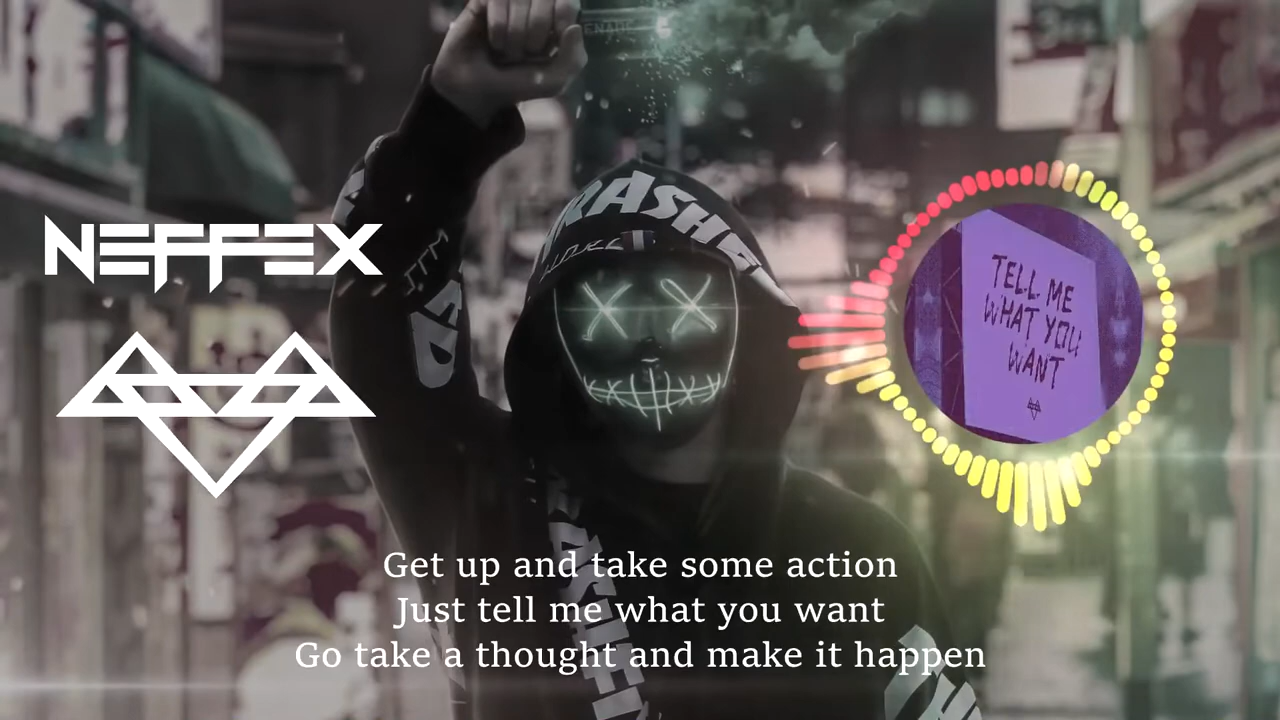 NEFFEX
THRASHER
TELL ME
WHAT YOU
WANT
Get up and take some action
Just tell me what you want
Go take a thought and make it happen